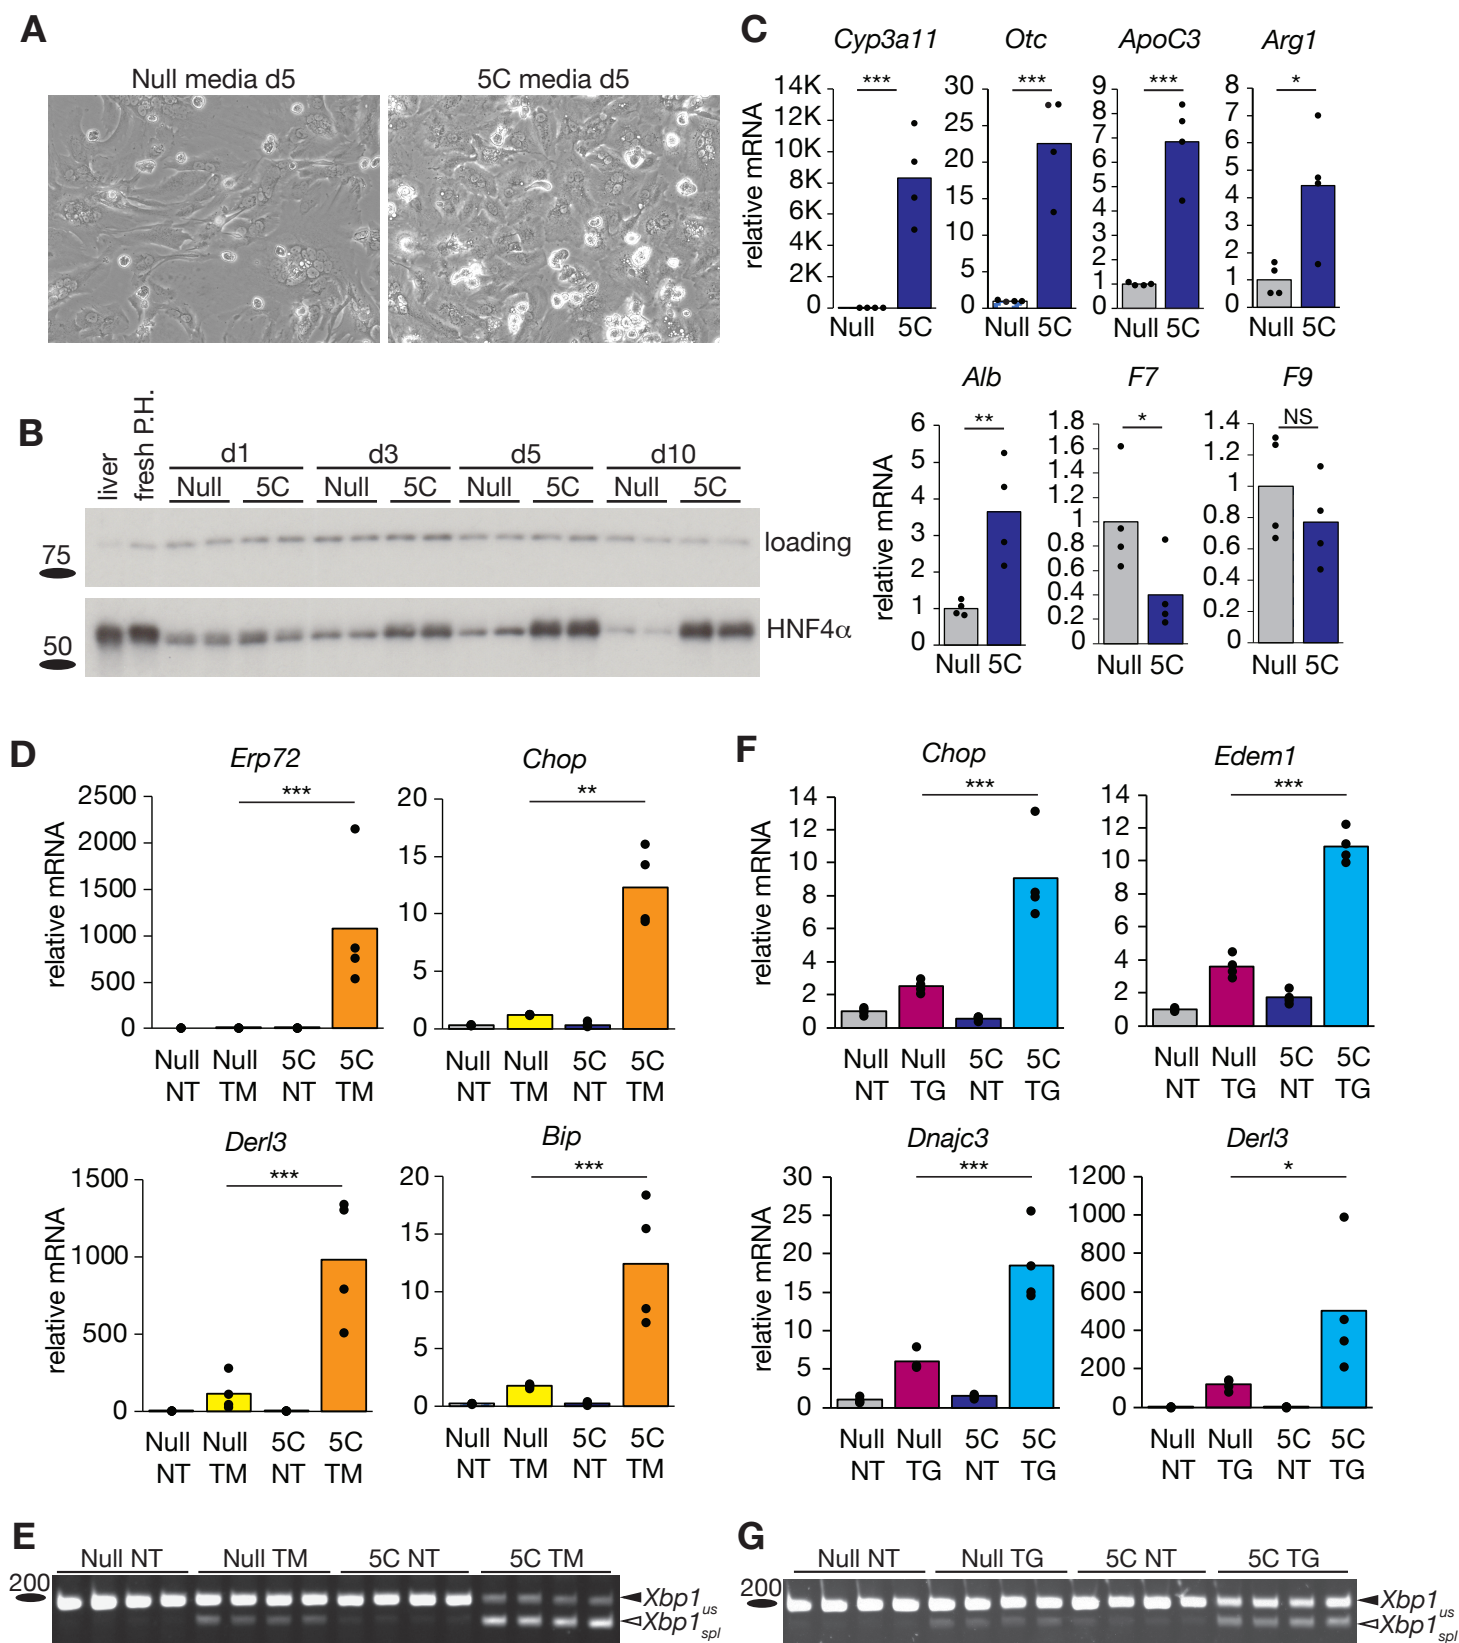 A
Null media d5
5C media d5
C
Cyp3a11
Otc
ApoC3
Arg1
relative mRNA
***
***
***
*
14K
12K
10K
8K
6K
4K
2K
0
30
25
20
15
10
5
0
9
8
7
6
5
4
3
2
1
0
8
7
6
5
4
3
2
1
0
Null 5C
Null 5C
Null 5C
Null 5C
Alb
F7
F9
relative mRNA
**
*
NS
6
5
4
3
2
1
0
1.8
1.6
1.4
1.2
1
0.8
0.6
0.4
0.2
0
1.4
1.2
1
0.8
0.6
0.4
0.2
0
Null 5C
Null 5C
Null 5C
B
liver
fresh P.H.
d1
d3
d5
d10
Null 5C Null 5C Null 5C Null 5C
75
loading
50
HNF4α
D
Erp72
Chop
relative mRNA
***
**
2500
2000
1500
1000
500
0
20
15
10
5
0
Null Null 5C 5C
NT TM NT TM
Null Null 5C 5C
NT TM NT TM
Derl3
Bip
relative mRNA
***
***
1500
1000
500
0
20
15
10
5
0
Null Null 5C 5C
NT TM NT TM
Null Null 5C 5C
NT TM NT TM
F
Chop
Edem1
relative mRNA
***
***
14
12
10
8
6
4
2
0
14
12
10
8
6
4
2
0
Null Null 5C 5C
NT TG NT TG
Null Null 5C 5C
NT TG NT TG
Dnajc3
Derl3
relative mRNA
***
*
30
25
20
15
10
5
0
1200
1000
800
600
400
200
0
Null Null 5C 5C
NT TG NT TG
Null Null 5C 5C
NT TG NT TG
E
Null NT Null TM 5C NT 5C TM
200
Xbp1us
Xbp1spl
G
Null NT Null TG 5C NT 5C TG
200
Xbp1us
Xbp1spl